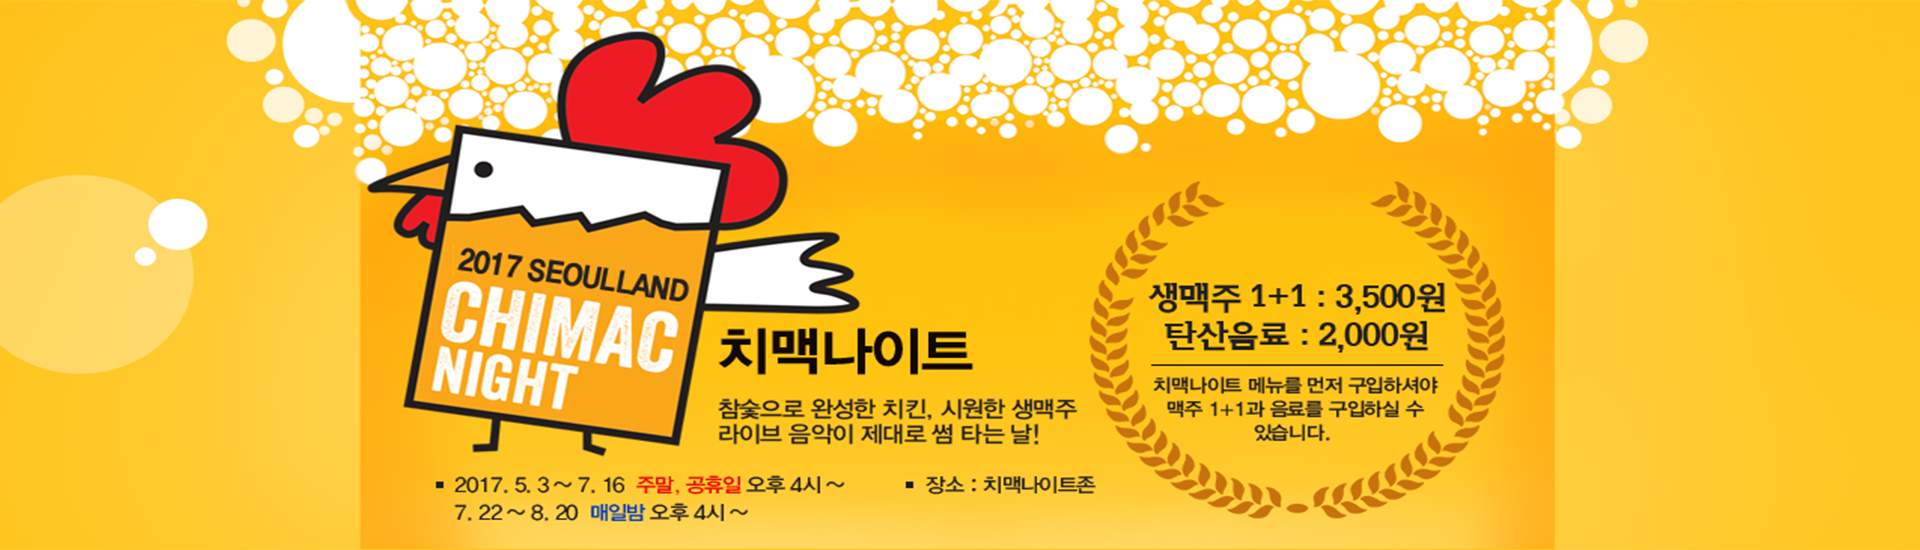 2017 SEOULLAND
CHIMAC
NIGHT
치맥나이트
참숯으로 완성한 치킨, 시원한 생맥주
라이브 음악이 제대로 썸 타는 날!
▪ 2017. 5. 3 ~ 7. 16 주말, 공휴일 오후 4시 ~
7. 22 ~ 8. 20 매일밤 오후 4시 ~
▪ 장소 : 치맥나이트존
생맥주 1+1 : 3,500원
탄산음료 : 2,000원
치맥나이트 메뉴를 먼저 구입하셔야
맥주 1+1과 음료를 구입하실 수
있습니다.